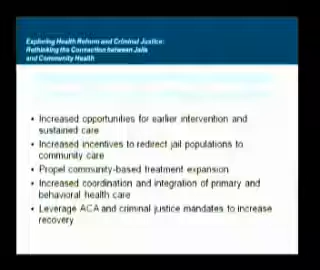 Exploring Health Reform and Criminal Justice:
Rethinking the Connection between Jails
and Community Health
• Increased opportunities for earlier intervention and
sustained care
• Increased incentives to redirect jail populations to
community care
• Propel community-based treatment expansion
• Increased coordination and integration of primary and
behavioral health care
• Leverage ACA and criminal justice mandates to increase
recovery